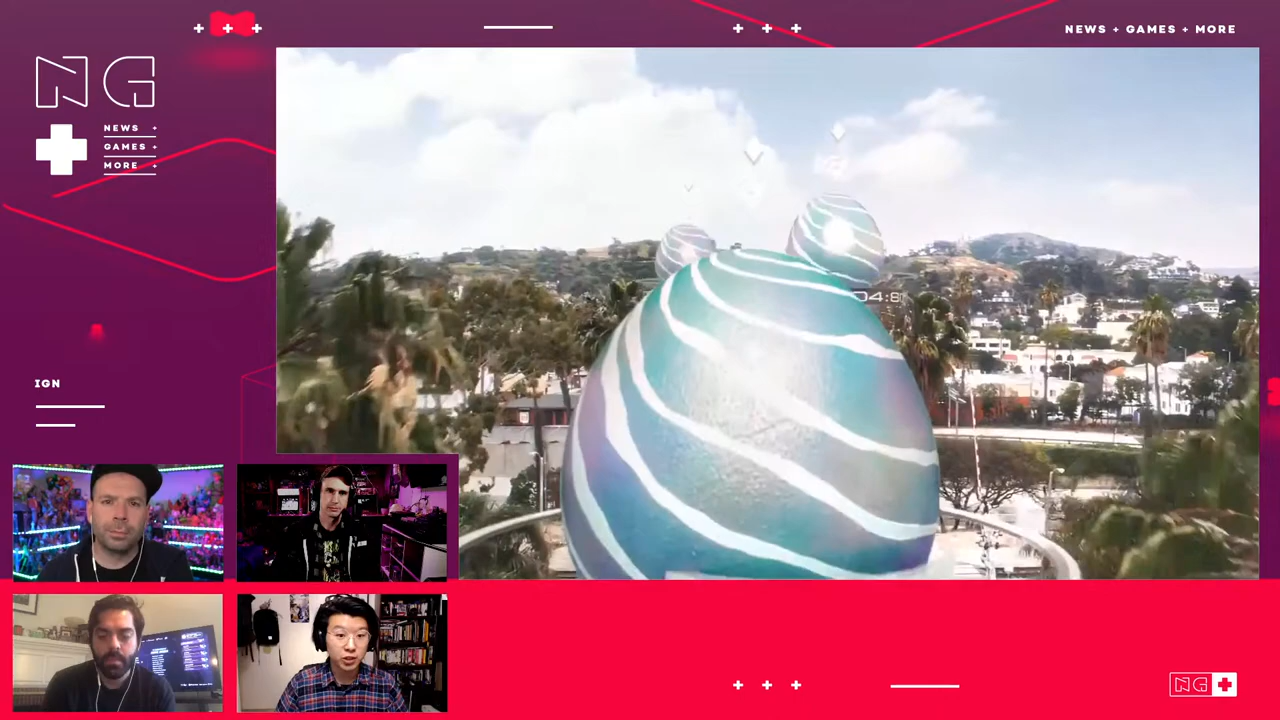 NEWS + GAMES + MORE
NG
NEWS +
GAMES +
MORE +
IGN
NG+